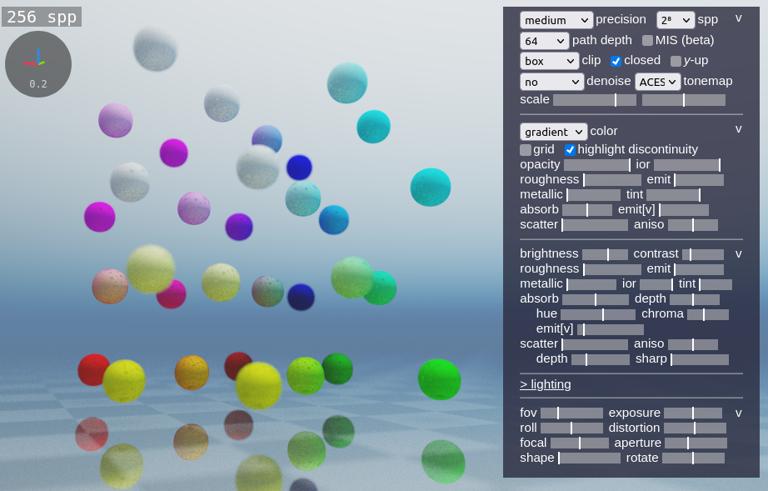 256 spp
0.2
medium precision 2⁸ spp v
64 path depth MIS (beta)
box clip closed y-up
no denoise ACES tonemap
scale
gradient color v
grid highlight discontinuity
opacity ior
roughness emit
metallic tint
absorb emit[v]
scatter aniso
brightness contrast v
roughness emit
metallic ior tint
absorb depth
hue chroma
emit[v]
scatter aniso
depth sharp
> lighting
fov exposure v
roll distortion
focal aperture
shape rotate